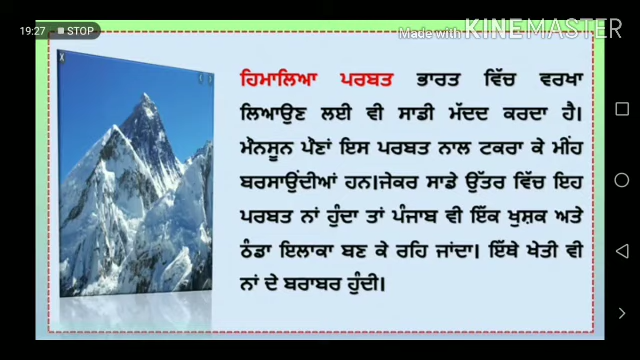 19:27 STOP
Made with KINEMASTER
ਹਿਮਾਲਿਆ ਪਰਬਤ ਭਾਰਤ ਵਿੱਚ ਵਰਖਾ
ਲਿਆਉਣ ਲਈ ਵੀ ਸਾਡੀ ਮੱਦਦ ਕਰਦਾ ਹੈ।
ਮੌਨਸੂਨ ਪੌਣਾਂ ਇਸ ਪਰਬਤ ਨਾਲ ਟਕਰਾ ਕੇ ਮੀਂਹ
ਬਰਸਾਉਂਦੀਆਂ ਹਨ।ਜੇਕਰ ਸਾਡੇ ਉੱਤਰ ਵਿੱਚ ਇਹ
ਪਰਬਤ ਨਾਂ ਹੁੰਦਾ ਤਾਂ ਪੰਜਾਬ ਵੀ ਇੱਕ ਖੁਸ਼ਕ ਅਤੇ
ਠੰਡਾ ਇਲਾਕਾ ਬਣ ਕੇ ਰਹਿ ਜਾਂਦਾ। ਇੱਥੇ ਖੇਤੀ ਵੀ
ਨਾਂ ਦੇ ਬਰਾਬਰ ਹੁੰਦੀ।